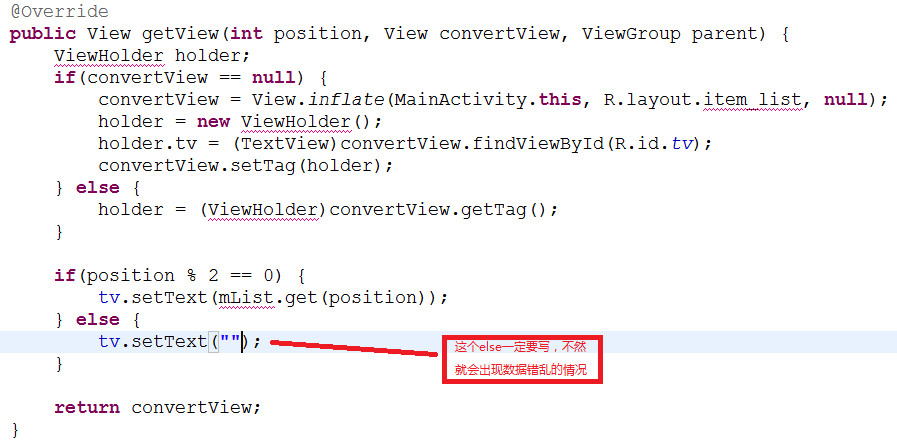 @Override
public View getView(int position, View convertView, ViewGroup parent) {
    ViewHolder holder;
    if(convertView == null) {
        convertView = View.inflate(MainActivity.this, R.layout.item_list, null);
        holder = new ViewHolder();
        holder.tv = (TextView)convertView.findViewById(R.id.tv);
        convertView.setTag(holder);
    } else {
        holder = (ViewHolder)convertView.getTag();
    }
    if(position % 2 == 0) {
        tv.setText(mList.get(position));
    } else {
        tv.setText("");
这个else一定要写，不然
就会出现数据错乱的情况
    }
    return convertView;
}